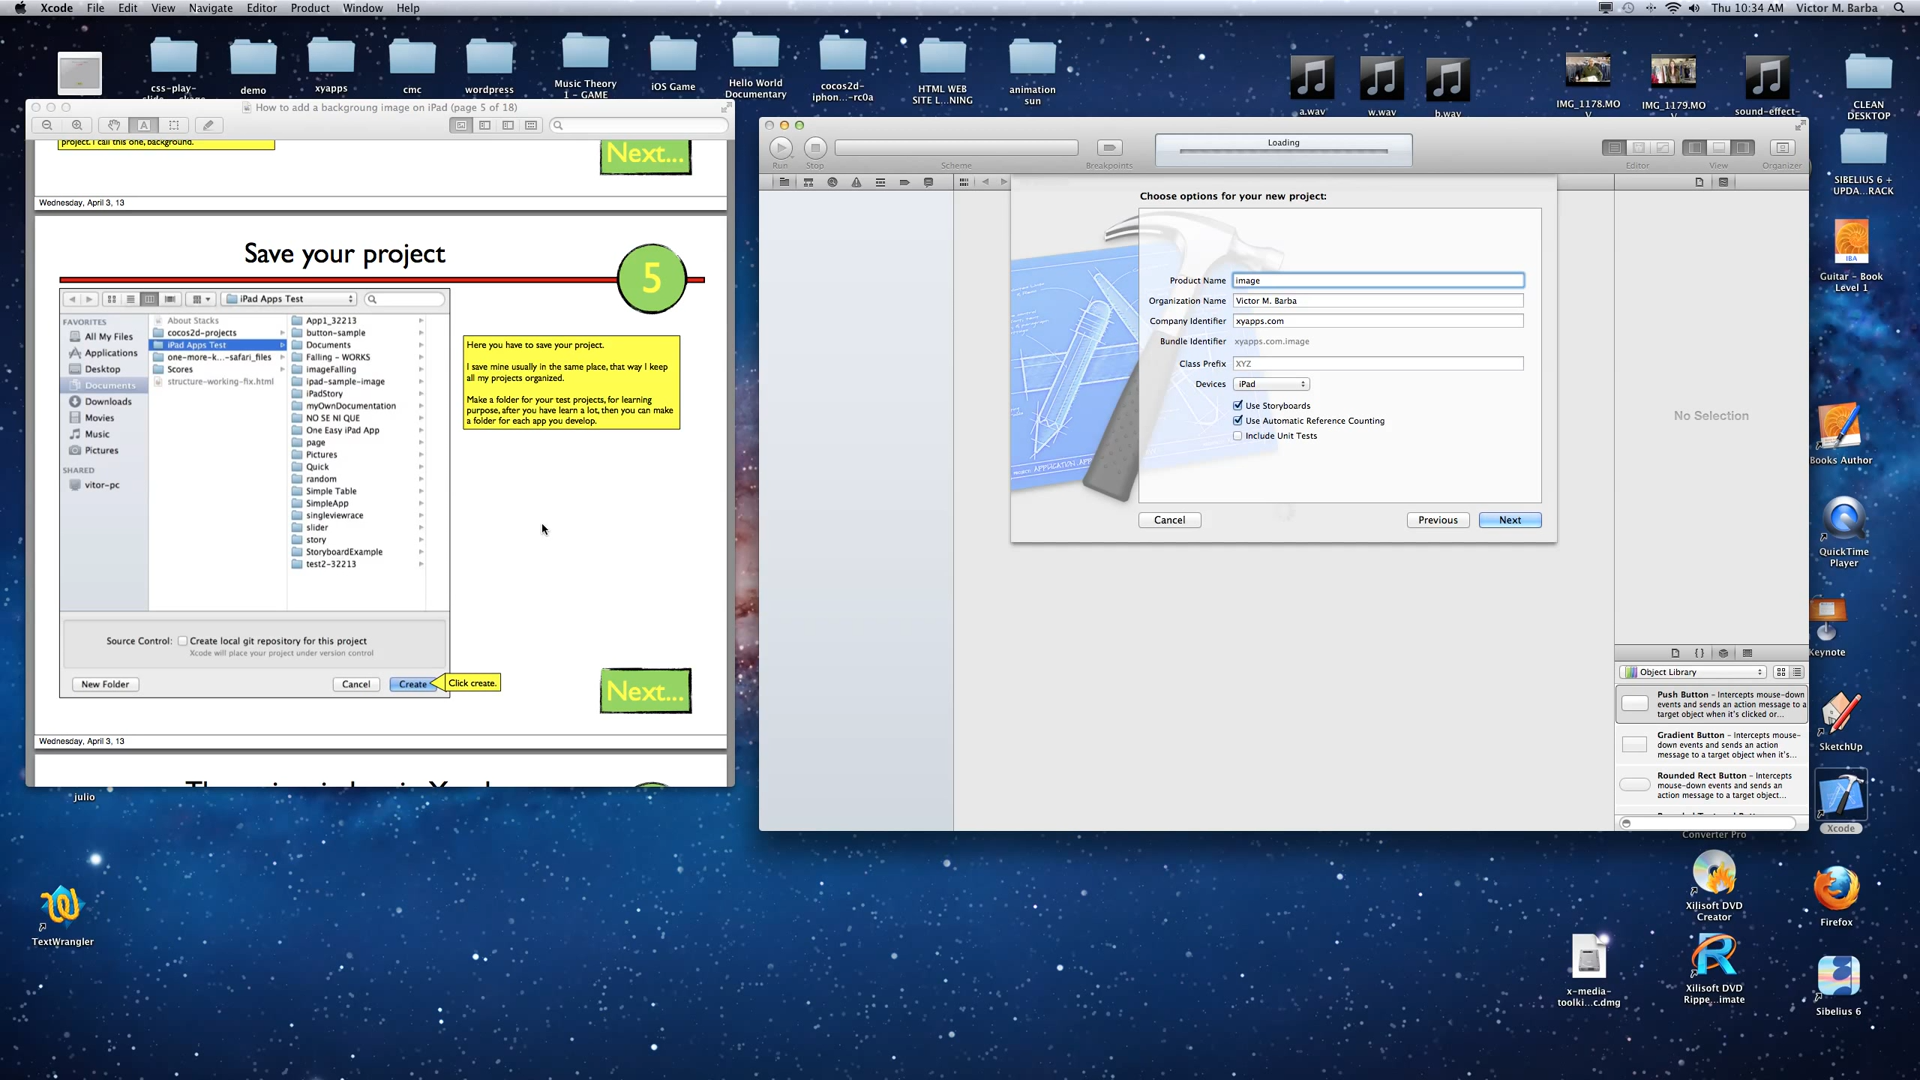 Xcode File Edit View Navigate Editor Product Window Help
Thu 10:34 AM Victor M. Barba
css-play-
demo
xyapps
cmc
wordpress
Music Theory
1 - GAME
iOS Game
Hello World
Documentary
cocos2d-
iphon...-rc0a
HTML WEB
SITE L...NING
animation
sun
a.wav
w.wav
b.wav
IMG_1178.MO
V
IMG_1179.MO
V
sound-effect-
CLEAN
DESKTOP
How to add a backgroung image on iPad (page 5 of 18)
project. I call this one, background.
Next...
Wednesday, April 3, 13
Save your project
5
iPad Apps Test
FAVORITES
All My Files
Applications
Desktop
Documents
Downloads
Movies
Music
Pictures
SHARED
vitor-pc
About Stacks
cocos2d-projects
iPad Apps Test
one-more-k...-safari_files
Scores
structure-working-fix.html
App1_32213
button-sample
Documents
Falling - WORKS
imageFalling
ipad-sample-image
iPadStory
myOwnDocumentation
NO SE NI QUE
One Easy iPad App
page
Pictures
Quick
random
Simple Table
SimpleApp
singleviewrace
slider
story
StoryboardExample
test2-32213
Here you have to save your project.
I save mine usually in the same place, that way I keep
all my projects organized.
Make a folder for your test projects, for learning
purpose, after you have learn a lot, then you can make
a folder for each app you develop.
Source Control: Create local git repository for this project
Xcode will place your project under version control
New Folder
Cancel
Create
Click create.
Next...
Wednesday, April 3, 13
julio
TextWrangler
Run
Stop
Scheme
Breakpoints
Loading
Editor
View
Organizer
Choose options for your new project:
Product Name image
Organization Name Victor M. Barba
Company Identifier xyapps.com
Bundle Identifier xyapps.com.image
Class Prefix XYZ
Devices iPad
Use Storyboards
Use Automatic Reference Counting
Include Unit Tests
Cancel
Previous
Next
No Selection
Object Library
Push Button - Intercepts mouse-down
events and sends an action message to a
target object when it's clicked or...
Gradient Button - Intercepts mouse-
down events and sends an action
message to a target object when it's...
Rounded Rect Button - Intercepts
mouse-down events and sends an
action message to a target object...
SIBELIUS 6 +
UPDA...RACK
IBA
Guitar - Book
Level 1
Books Author
QuickTime
Player
Keynote
SketchUp
Xcode
Converter Pro
Xilisoft DVD
Creator
Firefox
x-media-
toolki...c.dmg
Xilisoft DVD
Rippe...imate
Sibelius 6